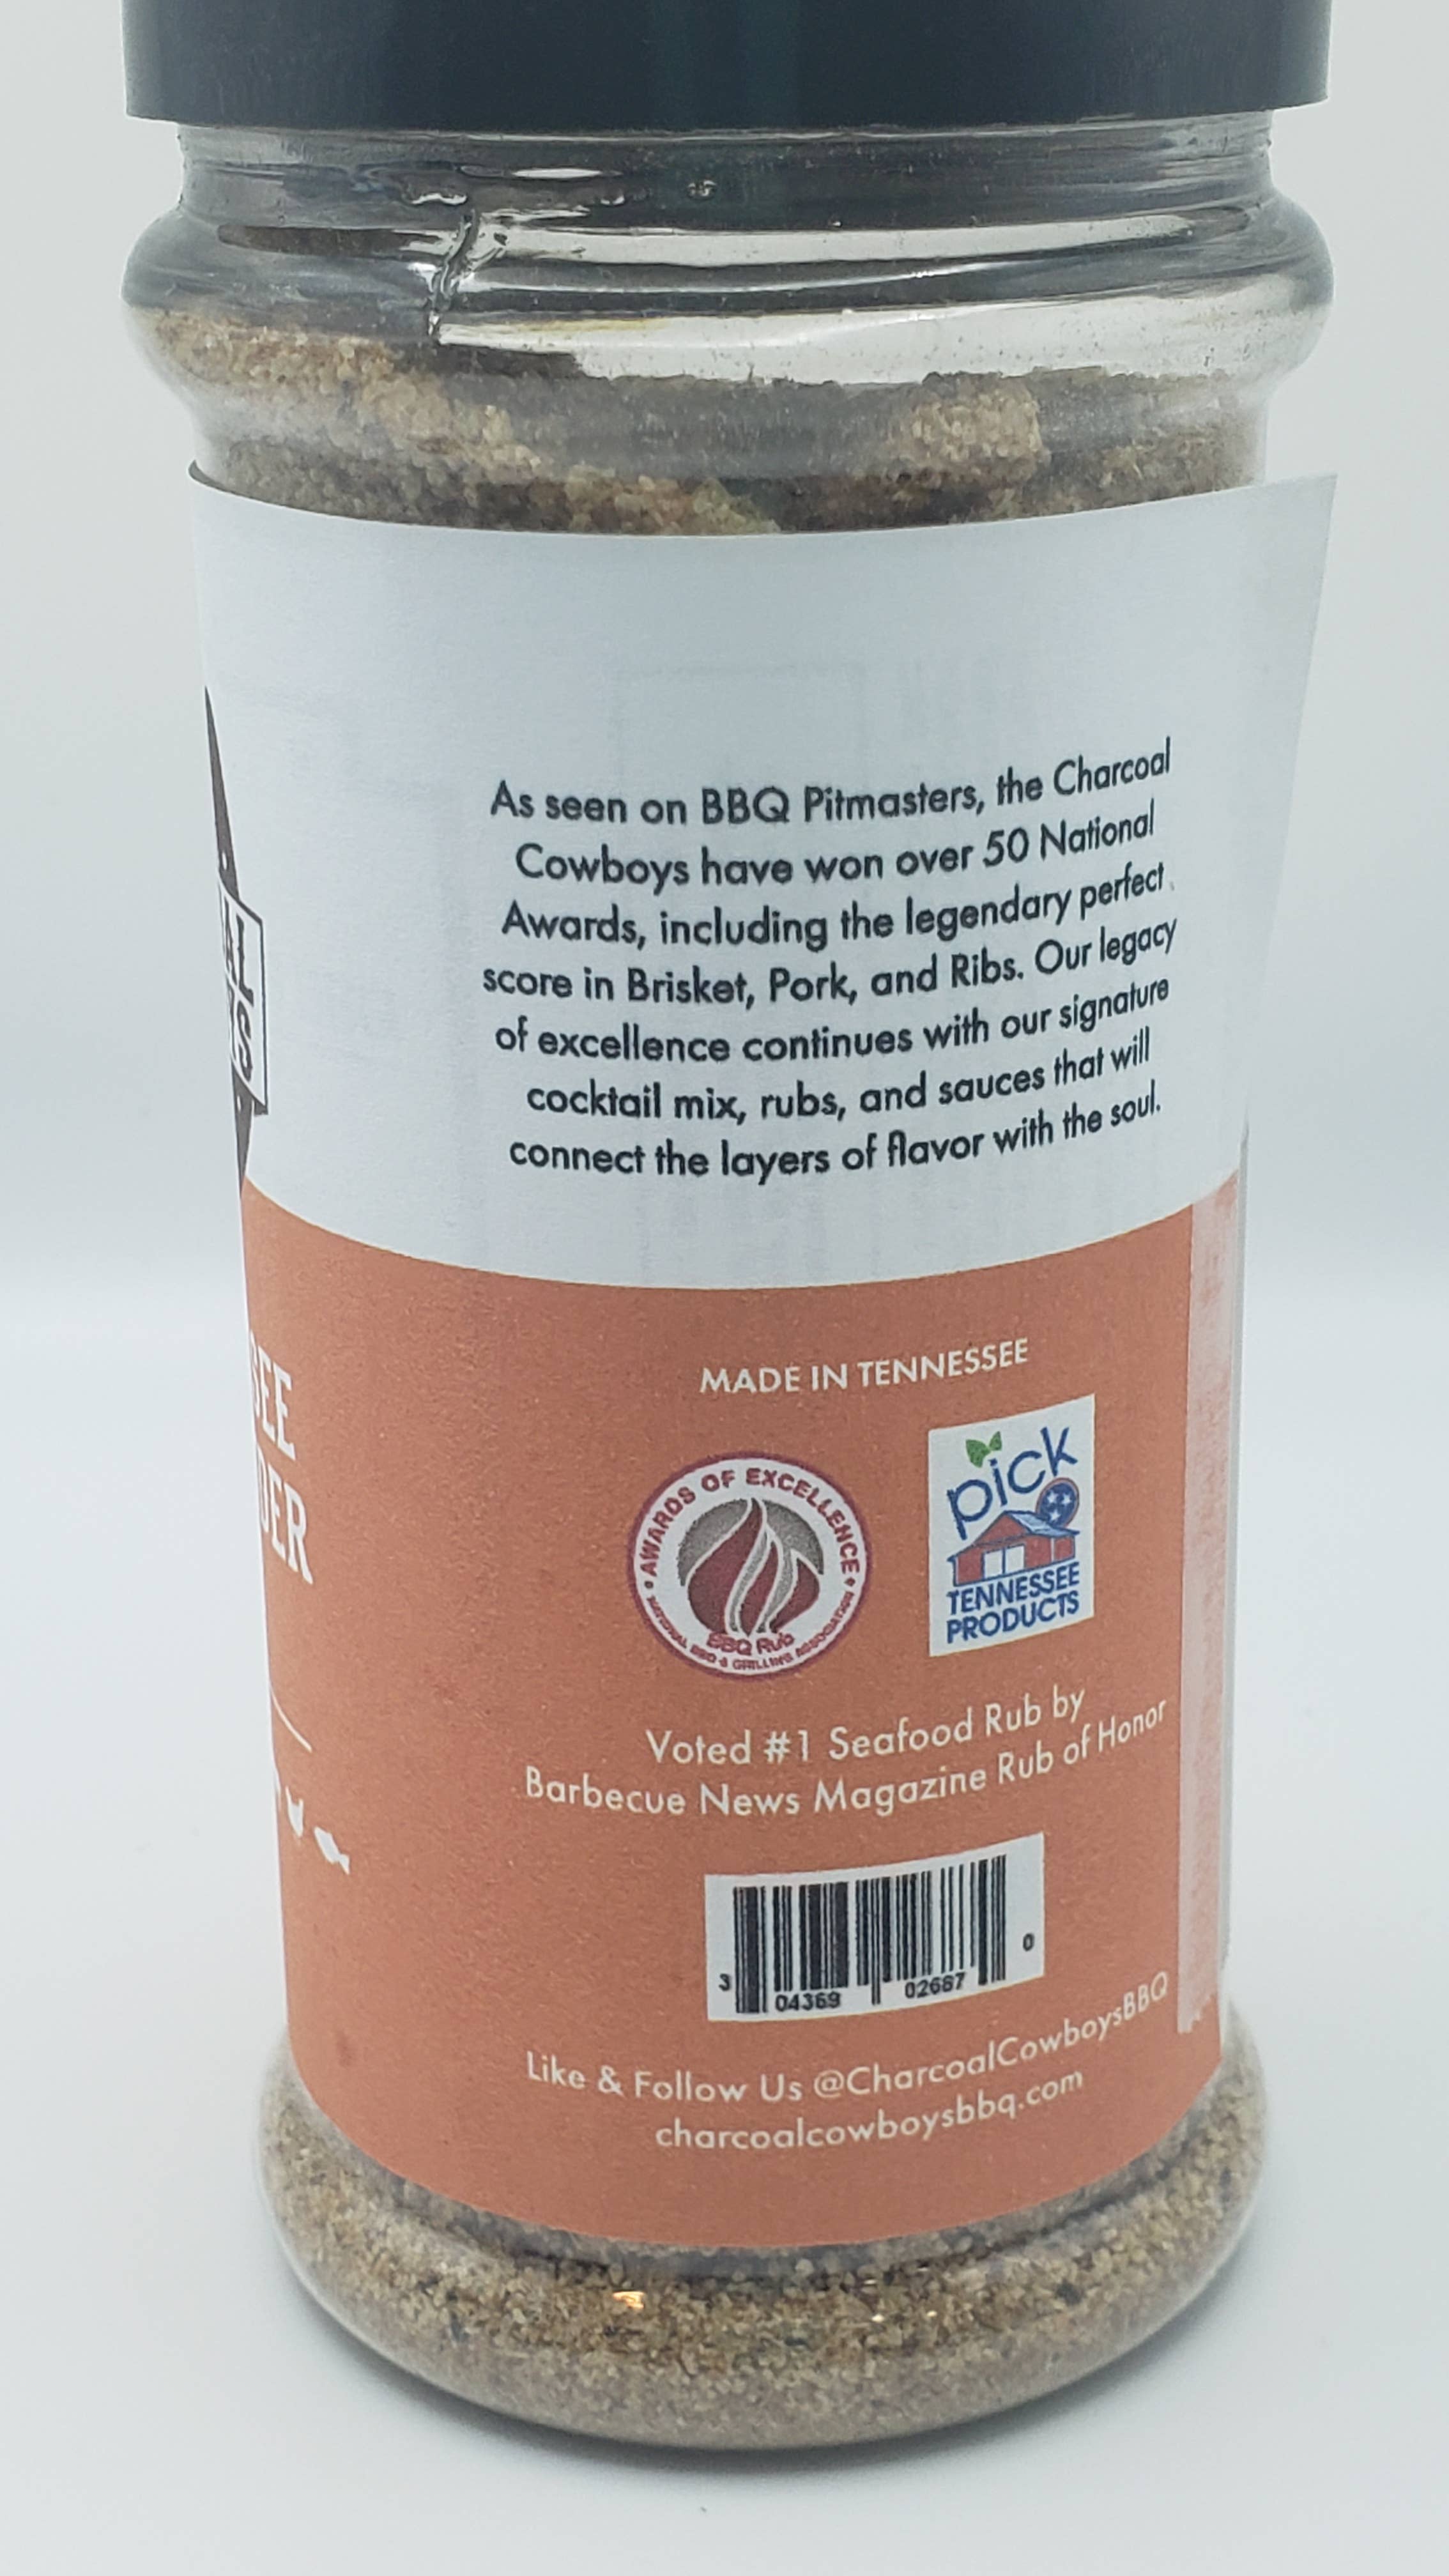 As seen on BBQ Pitmasters, the Charcoal
Cowboys have won over 50 National
Awards, including the legendary perfect
score in Brisket, Pork, and Ribs. Our legacy
of excellence continues with our signature
cocktail mix, rubs, and sauces that will
connect the layers of flavor with the soul.
MADE IN TENNESSEE
• AWARDS OF EXCELLENCE •
BBQ Rub
NATIONAL BBQ & GRILLING ASSOCIATION
pick
TENNESSEE
PRODUCTS
Voted #1 Seafood Rub by
Barbecue News Magazine Rub of Honor
3 04369 02687 0
Like & Follow Us @CharcoalCowboysBBQ
charcoalcowboysbbq.com